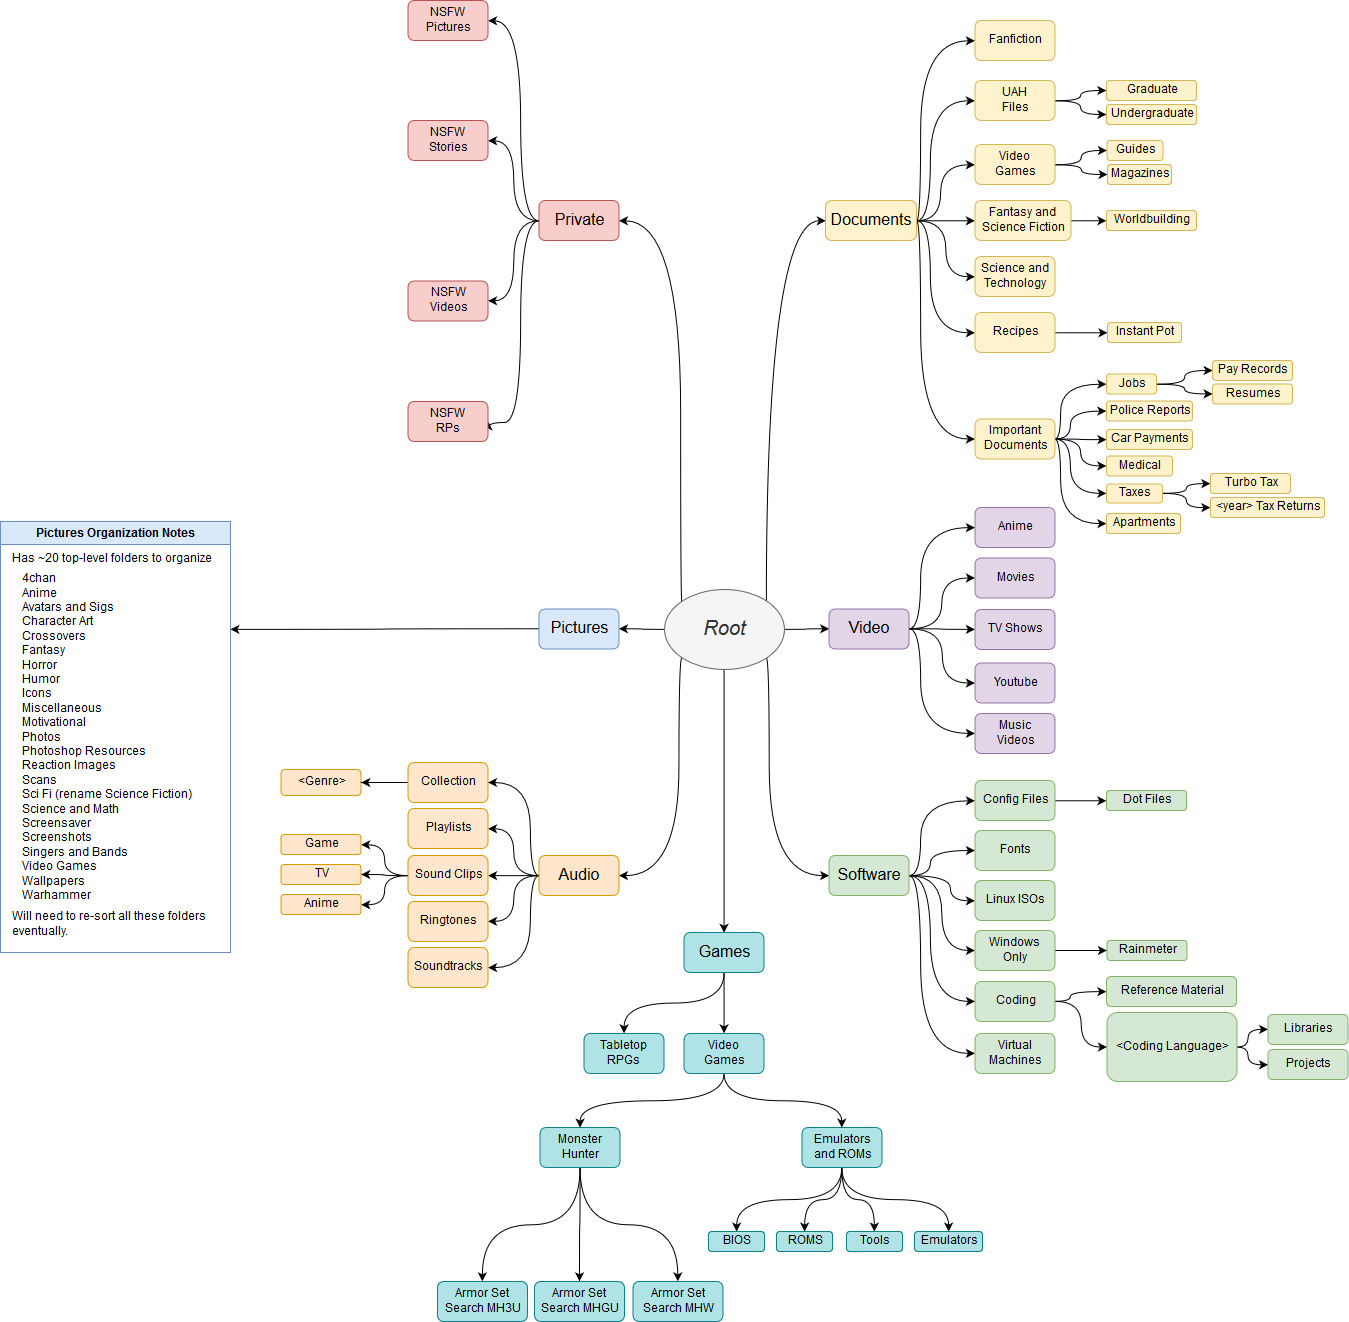 NSFW
Pictures
NSFW
Stories
Private
NSFW
Videos
NSFW
RPs
Documents
Fanfiction
UAH
Files
Graduate
Undergraduate
Video
Games
Guides
Magazines
Fantasy and
Science Fiction
Worldbuilding
Science and
Technology
Recipes
Instant Pot
Important
Documents
Jobs
Pay Records
Resumes
Police Reports
Car Payments
Medical
Taxes
Turbo Tax
<year> Tax Returns
Apartments
Pictures Organization Notes
Has ~20 top-level folders to organize
4chan
Anime
Avatars and Sigs
Character Art
Crossovers
Fantasy
Horror
Humor
Icons
Miscellaneous
Motivational
Photos
Photoshop Resources
Reaction Images
Scans
Sci Fi (rename Science Fiction)
Science and Math
Screensaver
Screenshots
Singers and Bands
Video Games
Wallpapers
Warhammer
Will need to re-sort all these folders
eventually.
Pictures
Root
Video
Anime
Movies
TV Shows
Youtube
Music
Videos
<Genre>
Collection
Playlists
Game
TV
Anime
Sound Clips
Audio
Ringtones
Soundtracks
Software
Config Files
Dot Files
Fonts
Linux ISOs
Windows
Only
Rainmeter
Coding
Reference Material
<Coding Language>
Libraries
Projects
Virtual
Machines
Games
Tabletop
RPGs
Video
Games
Monster
Hunter
Emulators
and ROMs
BIOS
ROMS
Tools
Emulators
Armor Set
Search MH3U
Armor Set
Search MHGU
Armor Set
Search MHW